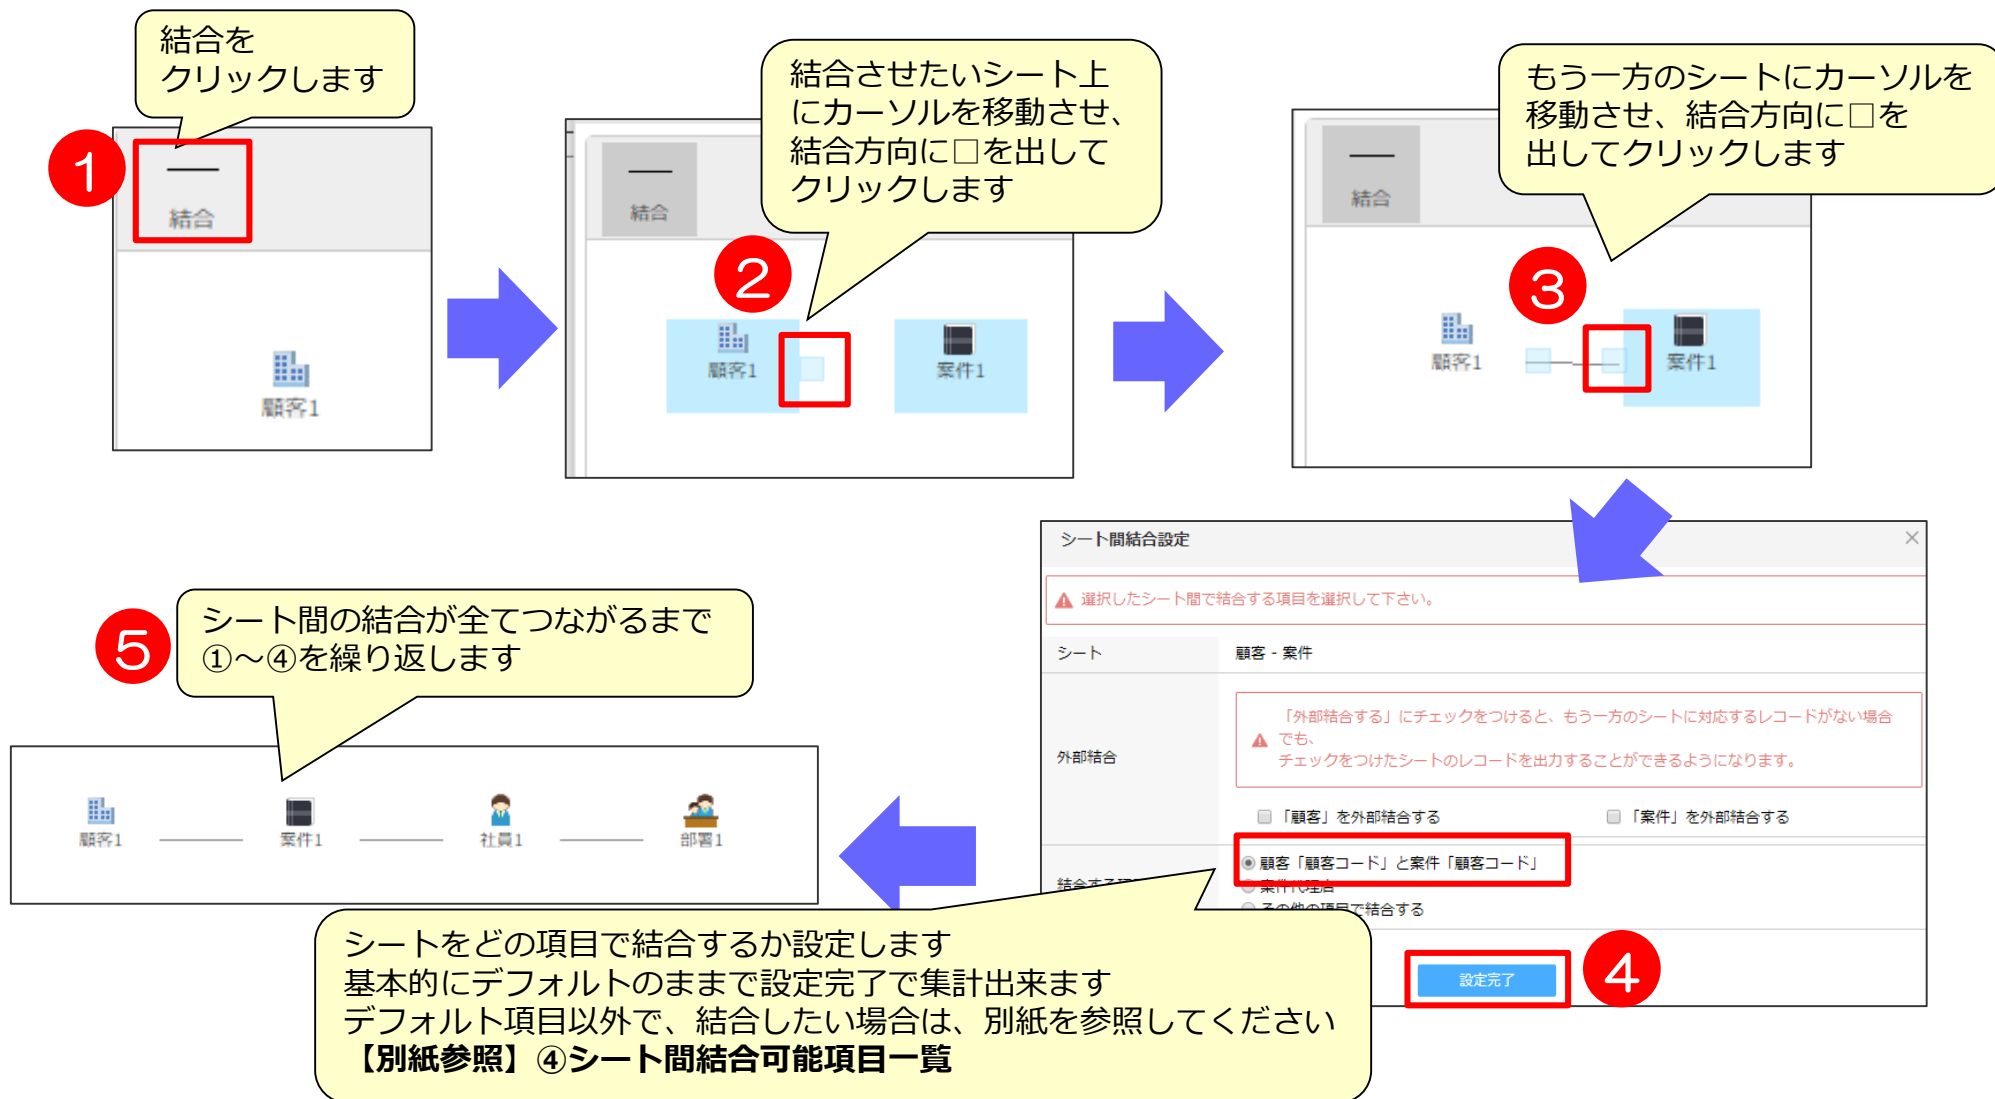 結合を
クリックします
1
結合
顧客1
結合させたいシート上
にカーソルを移動させ、
結合方向に□を出して
クリックします
結合
2
顧客1
案件1
もう一方のシートにカーソルを
移動させ、結合方向に□を
出してクリックします
結合
3
顧客1
案件1
シート間結合設定
×
選択したシート間で結合する項目を選択して下さい。
シート
顧客 - 案件
外部結合
「外部結合する」にチェックをつけると、もう一方のシートに対応するレコードがない場合
でも、
チェックをつけたシートのレコードを出力することができるようになります。
「顧客」を外部結合する
「案件」を外部結合する
結合する
顧客「顧客コード」と案件「顧客コード」
案件代理店
その他の項目で結合する
設定完了
4
シートをどの項目で結合するか設定します
基本的にデフォルトのままで設定完了で集計出来ます
デフォルト項目以外で、結合したい場合は、別紙を参照してください
【別紙参照】④シート間結合可能項目一覧
5
シート間の結合が全てつながるまで
①～④を繰り返します
顧客1
案件1
社員1
部署1